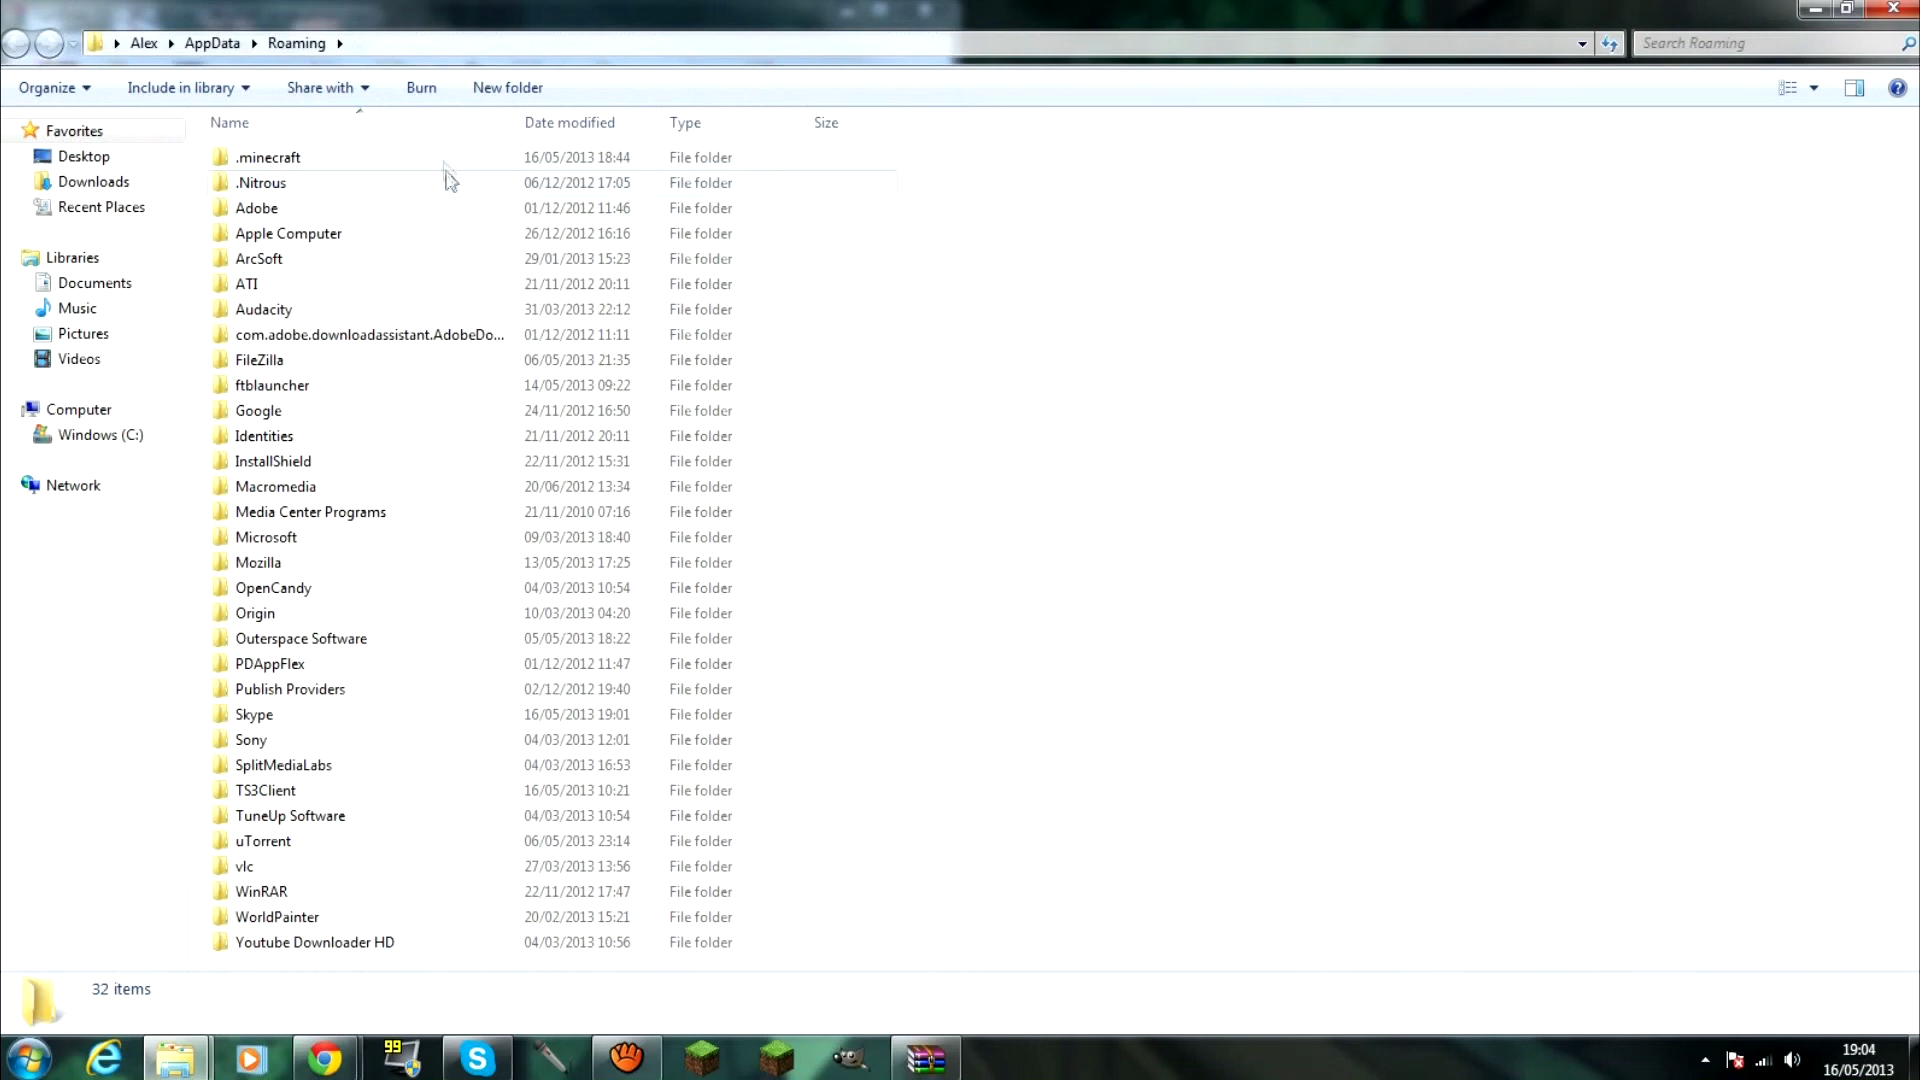 Alex AppData Roaming
Search Roaming
Organize Include in library Share with Burn New folder
Name Date modified Type Size
Favorites
Desktop
Downloads
Recent Places
Libraries
Documents
Music
Pictures
Videos
Computer
Windows (C:)
Network
.minecraft 16/05/2013 18:44 File folder
.Nitrous 06/12/2012 17:05 File folder
Adobe 01/12/2012 11:46 File folder
Apple Computer 26/12/2012 16:16 File folder
ArcSoft 29/01/2013 15:23 File folder
ATI 21/11/2012 20:11 File folder
Audacity 31/03/2013 22:12 File folder
com.adobe.downloadassistant.AdobeDo... 01/12/2012 11:11 File folder
FileZilla 06/05/2013 21:35 File folder
ftblauncher 14/05/2013 09:22 File folder
Google 24/11/2012 16:50 File folder
Identities 21/11/2012 20:11 File folder
InstallShield 22/11/2012 15:31 File folder
Macromedia 20/06/2012 13:34 File folder
Media Center Programs 21/11/2010 07:16 File folder
Microsoft 09/03/2013 18:40 File folder
Mozilla 13/05/2013 17:25 File folder
OpenCandy 04/03/2013 10:54 File folder
Origin 10/03/2013 04:20 File folder
Outerspace Software 05/05/2013 18:22 File folder
PDAppFlex 01/12/2012 11:47 File folder
Publish Providers 02/12/2012 19:40 File folder
Skype 16/05/2013 19:01 File folder
Sony 04/03/2013 12:01 File folder
SplitMediaLabs 04/03/2013 16:53 File folder
TS3Client 16/05/2013 10:21 File folder
TuneUp Software 04/03/2013 10:54 File folder
uTorrent 06/05/2013 23:14 File folder
vlc 27/03/2013 13:56 File folder
WinRAR 22/11/2012 17:47 File folder
WorldPainter 20/02/2013 15:21 File folder
Youtube Downloader HD 04/03/2013 10:56 File folder
32 items
99
19:04
16/05/2013